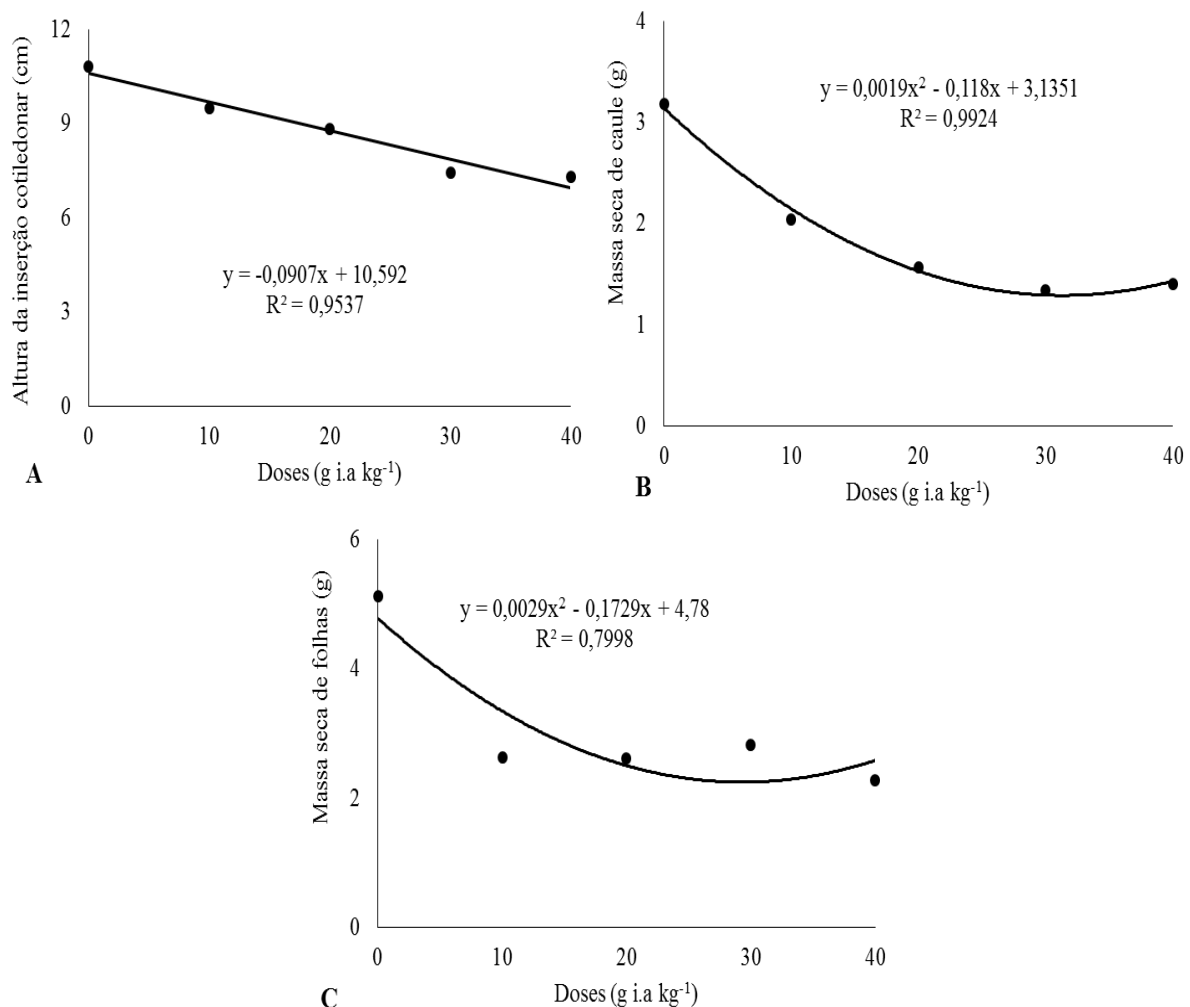 Altura da inserção cotiledonar (cm)
12
9
6
3
0
y = -0,0907x + 10,592
R² = 0,9537
0 10 20 30 40
Doses (g i.a kg⁻¹)
A
Massa seca de caule (g)
4
3
2
1
0
y = 0,0019x² - 0,118x + 3,1351
R² = 0,9924
0 10 20 30 40
Doses (g i.a kg⁻¹)
B
Massa seca de folhas (g)
6
4
2
0
y = 0,0029x² - 0,1729x + 4,78
R² = 0,7998
0 10 20 30 40
Doses (g i.a kg⁻¹)
C